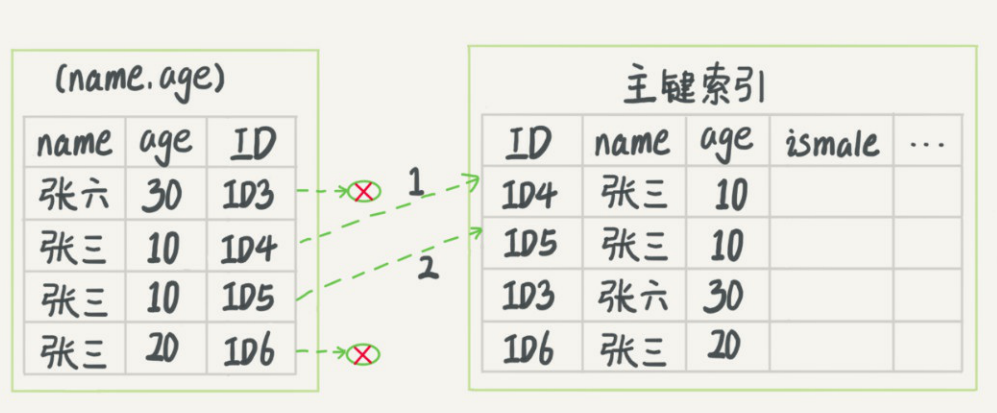 (name,age)
name age ID
张六 30 ID3
张三 10 ID4
张三 10 ID5
张三 20 ID6
1
2
主键索引
ID name age ismale ...
ID4 张三 10
ID5 张三 10
ID3 张六 30
ID6 张三 20